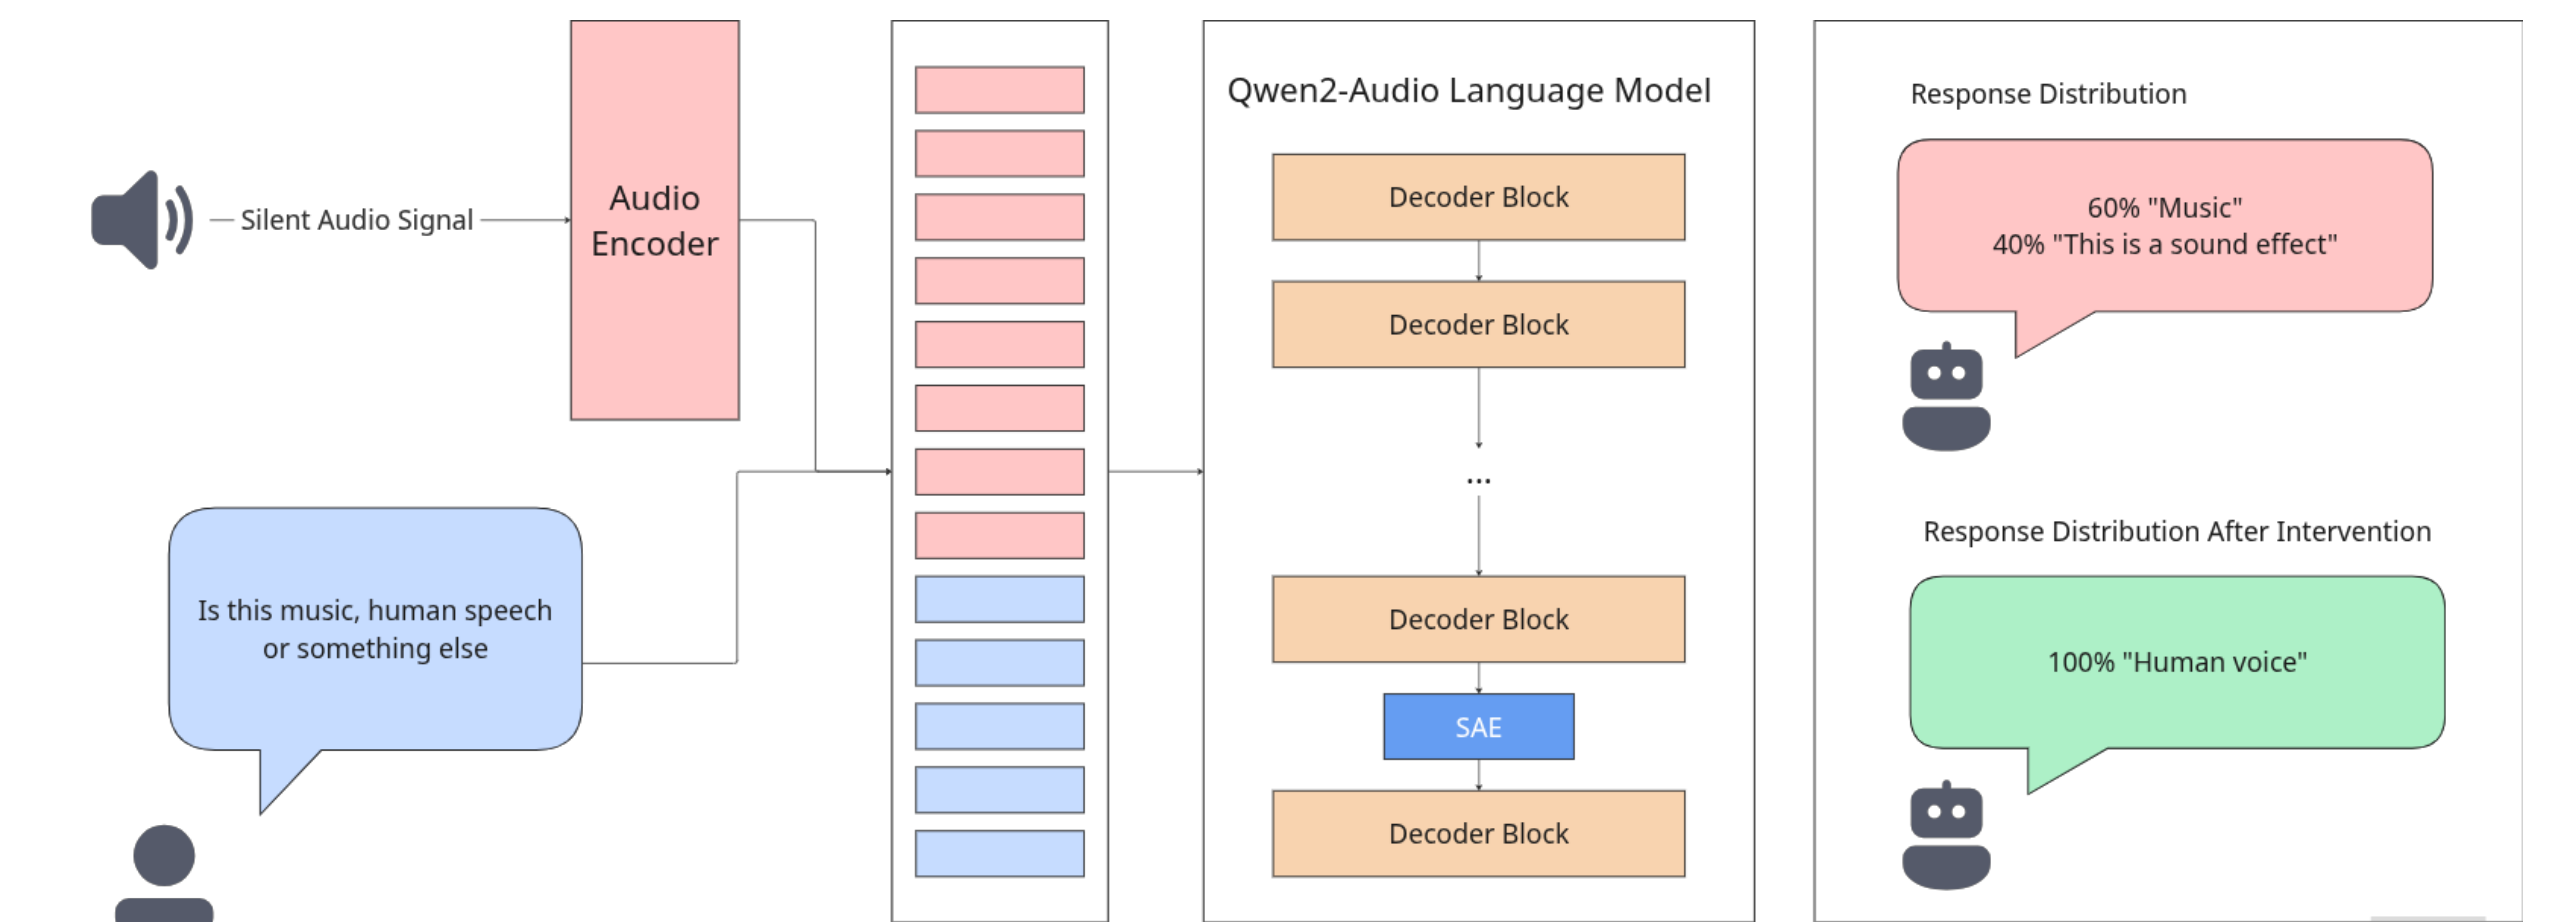 Silent Audio Signal
Audio
Encoder
Is this music, human speech
or something else
Qwen2-Audio Language Model
Decoder Block
Decoder Block
...
Decoder Block
SAE
Decoder Block
Response Distribution
60% "Music"
40% "This is a sound effect"
Response Distribution After Intervention
100% "Human voice"